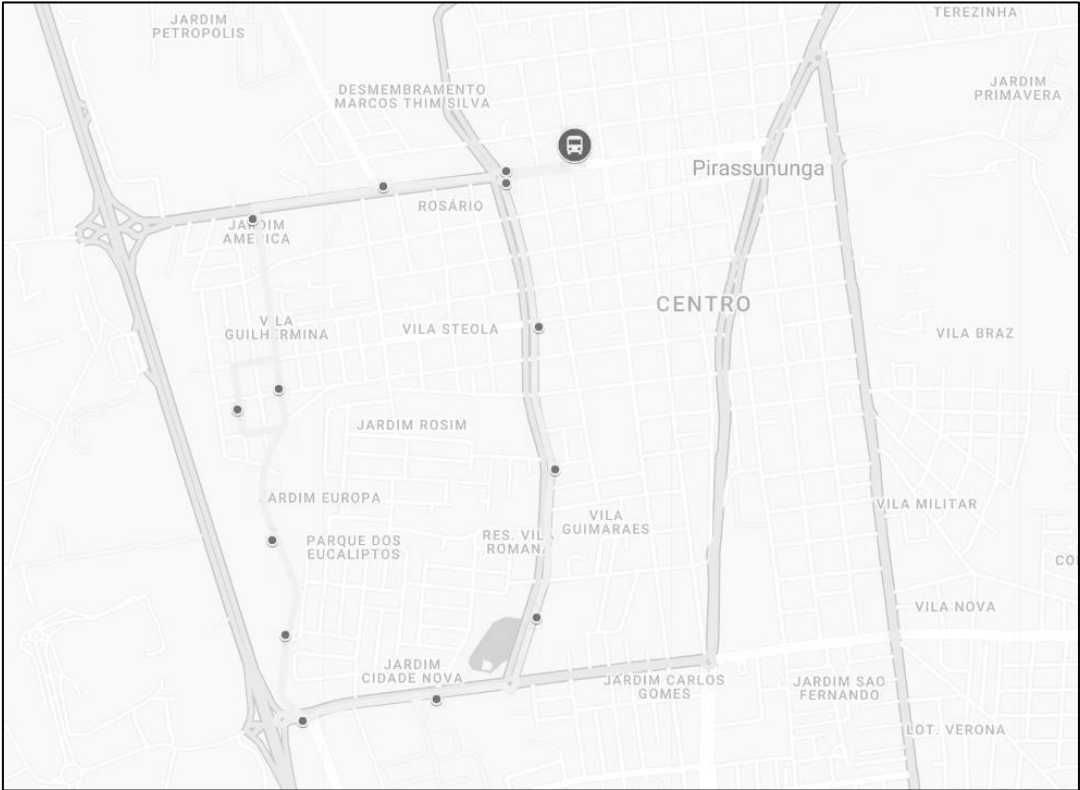 JARDIM
PETROPOLIS
TEREZINHA
DESMEMBRAMENTO
MARCOS THIM SILVA
JARDIM
PRIMAVERA
Pirassununga
ROSÁRIO
JARDIM
AMERICA
CENTRO
VILA
GUILHERMINA
VILA STEOLA
VILA BRAZ
JARDIM ROSIM
JARDIM EUROPA
VILA MILITAR
VILA
GUIMARAES
RES. VILA
ROMANA
PARQUE DOS
EUCALIPTOS
CO
VILA NOVA
JARDIM
CIDADE NOVA
JARDIM CARLOS
GOMES
JARDIM SAO
FERNANDO
LOT. VERONA